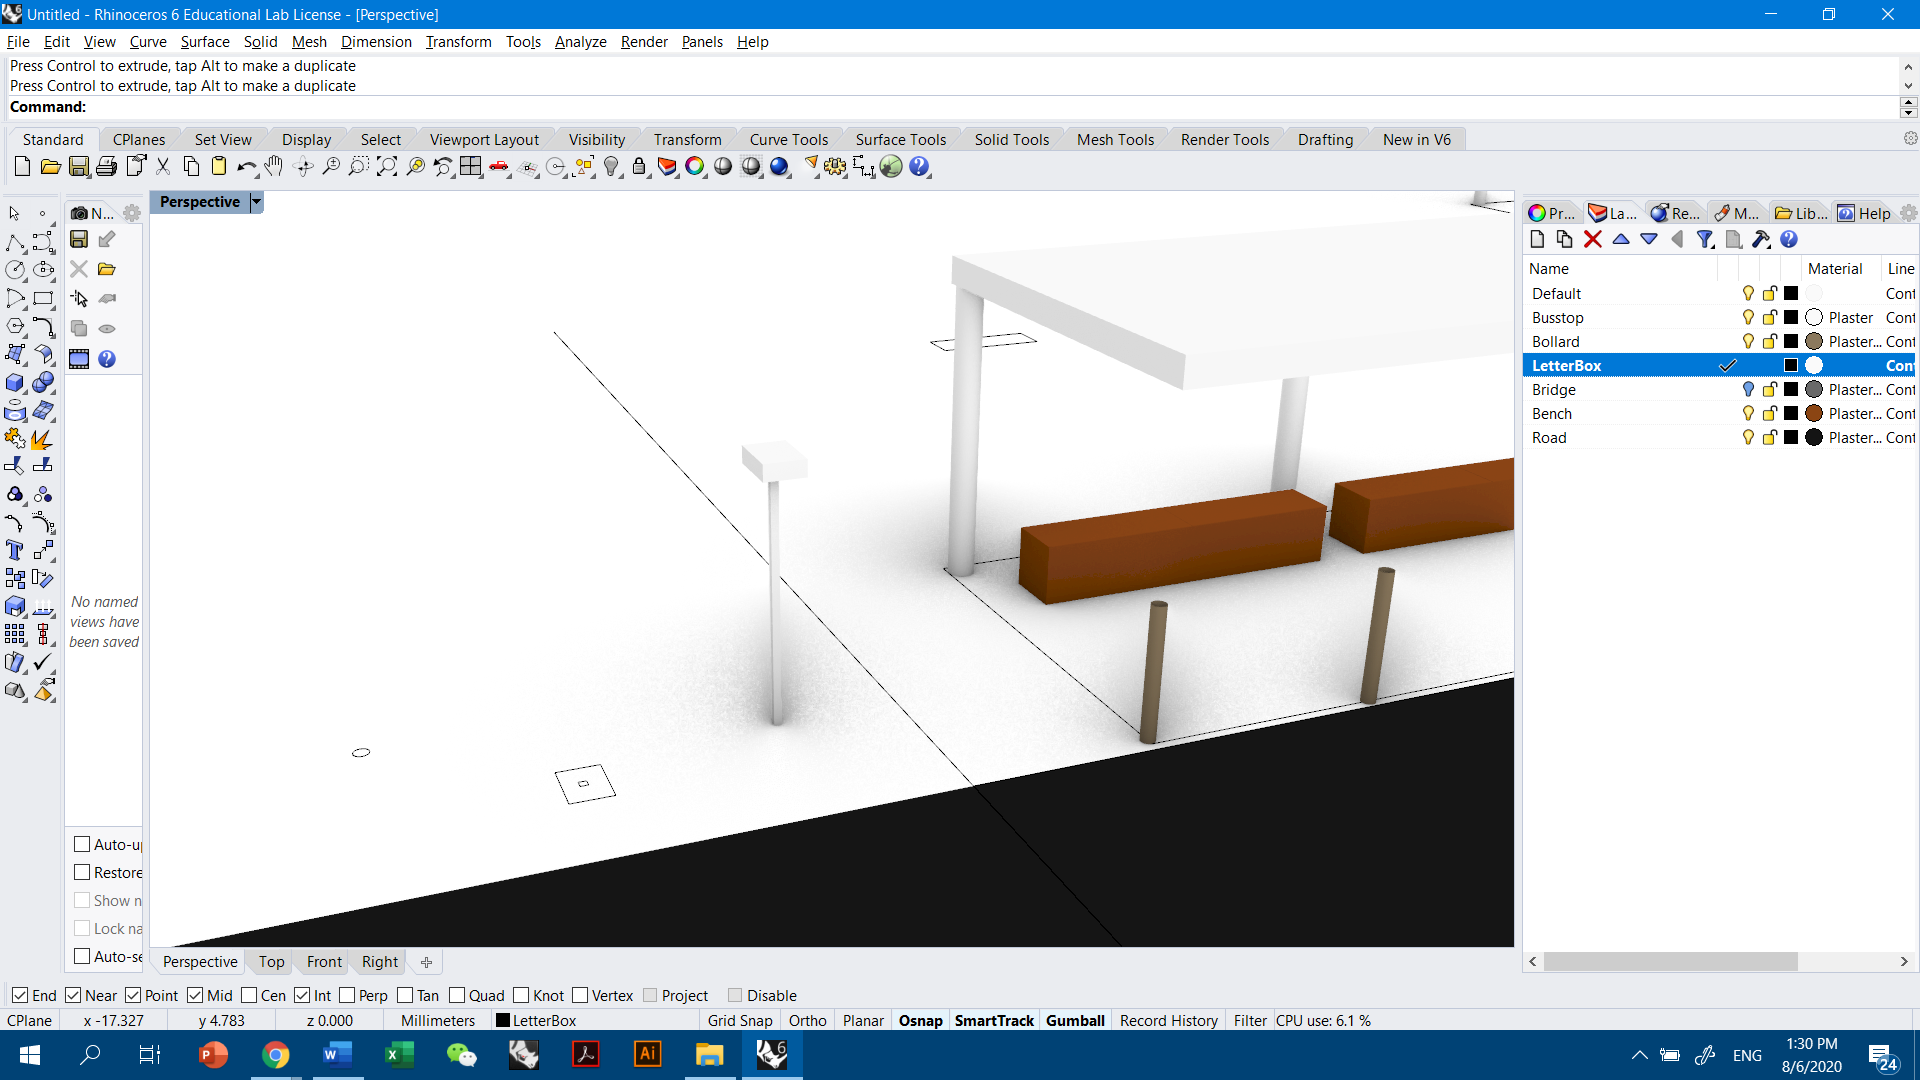 Untitled - Rhinoceros 6 Educational Lab License - [Perspective]
File Edit View Curve Surface Solid Mesh Dimension Transform Tools Analyze Render Panels Help
Press Control to extrude, tap Alt to make a duplicate
Press Control to extrude, tap Alt to make a duplicate
Command:
Standard CPlanes Set View Display Select Viewport Layout Visibility Transform Curve Tools Surface Tools Solid Tools Mesh Tools Render Tools Drafting New in V6
N...
Perspective
Pr... La... Re... M... Lib... Help
Name Material Line
Default Cont
Busstop Plaster Cont
Bollard Plaster... Cont
LetterBox Cont
Bridge Plaster... Cont
Bench Plaster... Cont
Road Plaster... Cont
No named
views have
been saved
Auto-u
Restore
Show n
Lock na
Auto-se
Perspective Top Front Right
End Near Point Mid Cen Int Perp Tan Quad Knot Vertex Project Disable
CPlane x -17.327 y 4.783 z 0.000 Millimeters LetterBox Grid Snap Ortho Planar Osnap SmartTrack Gumball Record History Filter CPU use: 6.1 %
ENG
1:30 PM
8/6/2020
24